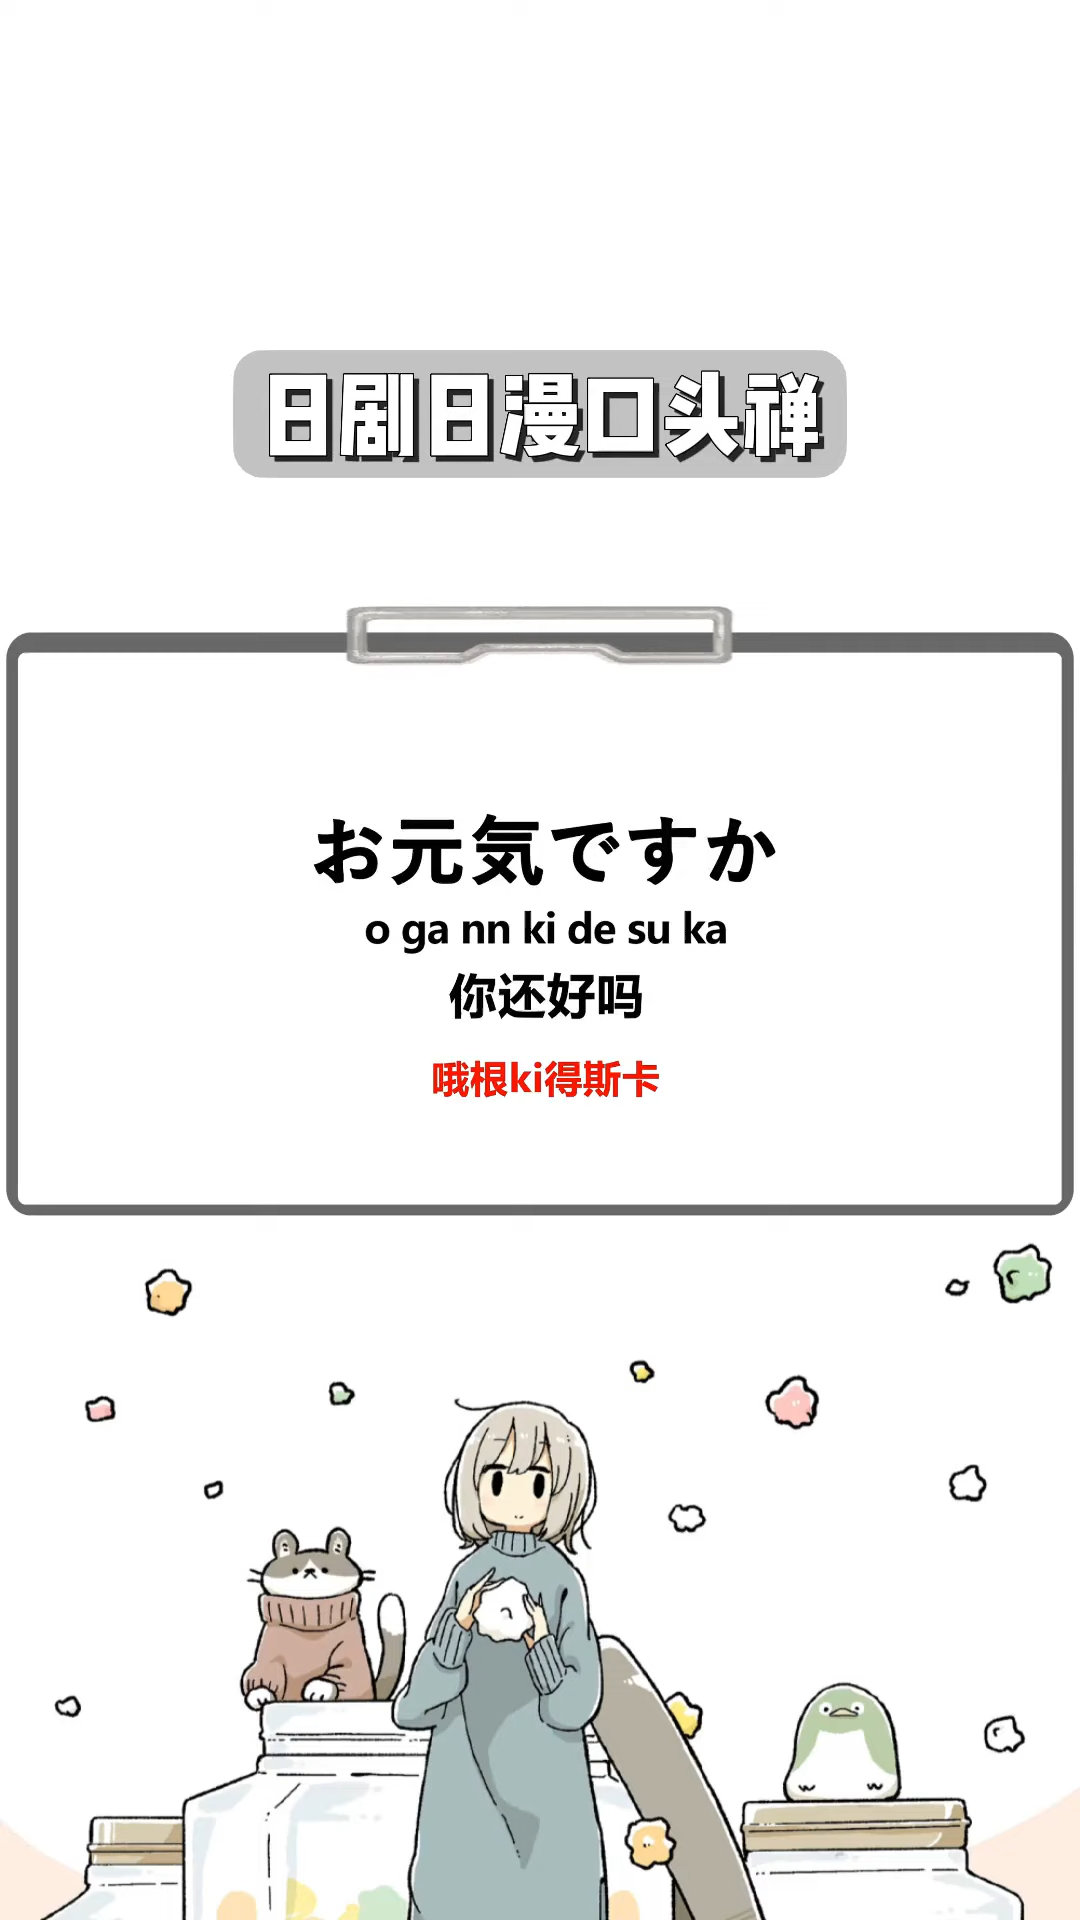 日剧日漫口头禅
お元気ですか
o ga nn ki de su ka
你还好吗
哦根ki得斯卡